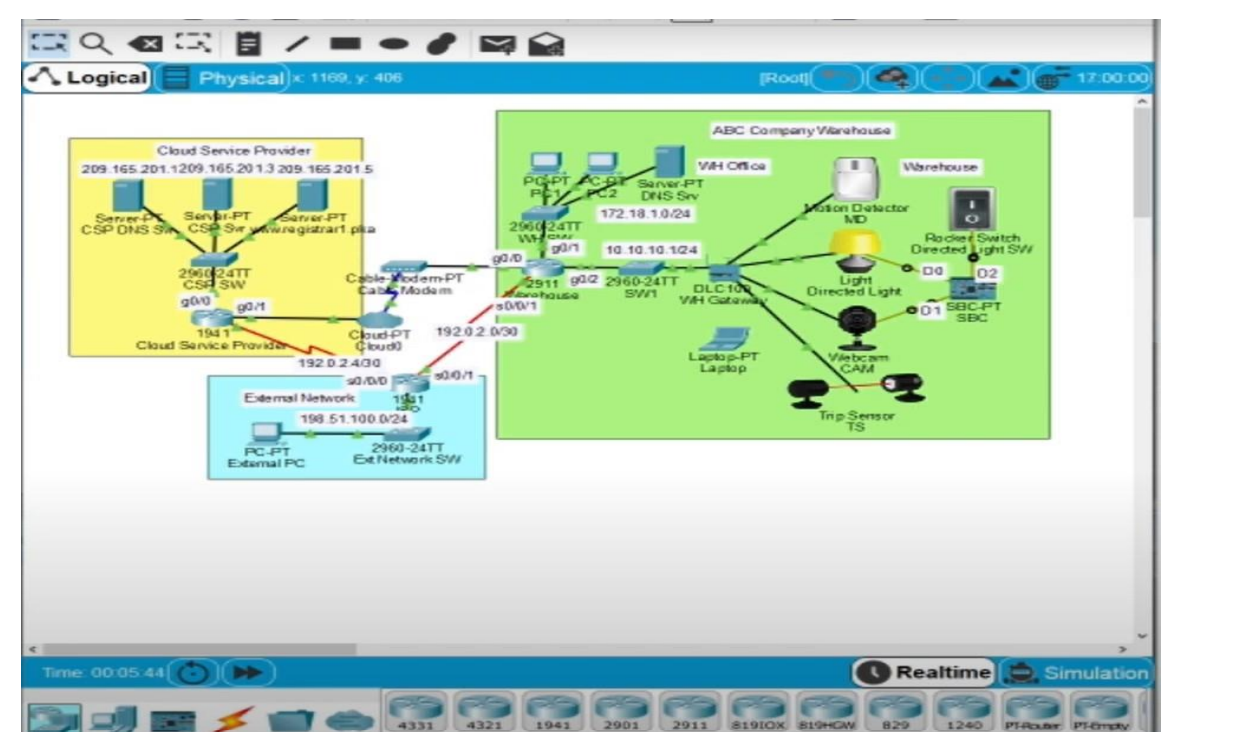 Logical
Physical
x: 1169, y: 406
[Root]
17:00:00
Cloud Service Provider
209.165.201.1
209.165.201.3
209.165.201.5
Server-PT
CSP DNS
Server-PT
CSP Svr
Server-PT
www.registrar1.pka
2960-24TT
CSP SW
g0/0
g0/1
1941
Cloud Service Provider
Cable-Modem-PT
Cable Modem
Cloud-PT
Cloud0
192.0.2.4/30
192.0.2.0/30
s0/0/0
s0/0/1
External Network
1941
198.51.100.0/24
PC-PT
External PC
2960-24TT
Ext Network SW
ABC Company Warehouse
WH Office
Warehouse
PC-PT
PC1
PC-PT
PC2
Server-PT
DNS Srv
172.18.1.0/24
2960-24TT
WH SW
g0/1
g0/0
10.10.10.1/24
2911
Warehouse
g0/2
s0/0/1
2960-24TT
SW1
DLC100
WH Gateway
Laptop-PT
Laptop
Motion Detector
MD
Rocker Switch
Directed Light SW
Light
Directed Light
D0
D2
D1
SBC-PT
SBC
Webcam
CAM
Trip Sensor
TS
Time: 00:05:44
Realtime
Simulation
4331
4321
1941
2901
2911
819IOX
819HGW
829
1240
PT-Router
PT-Empty